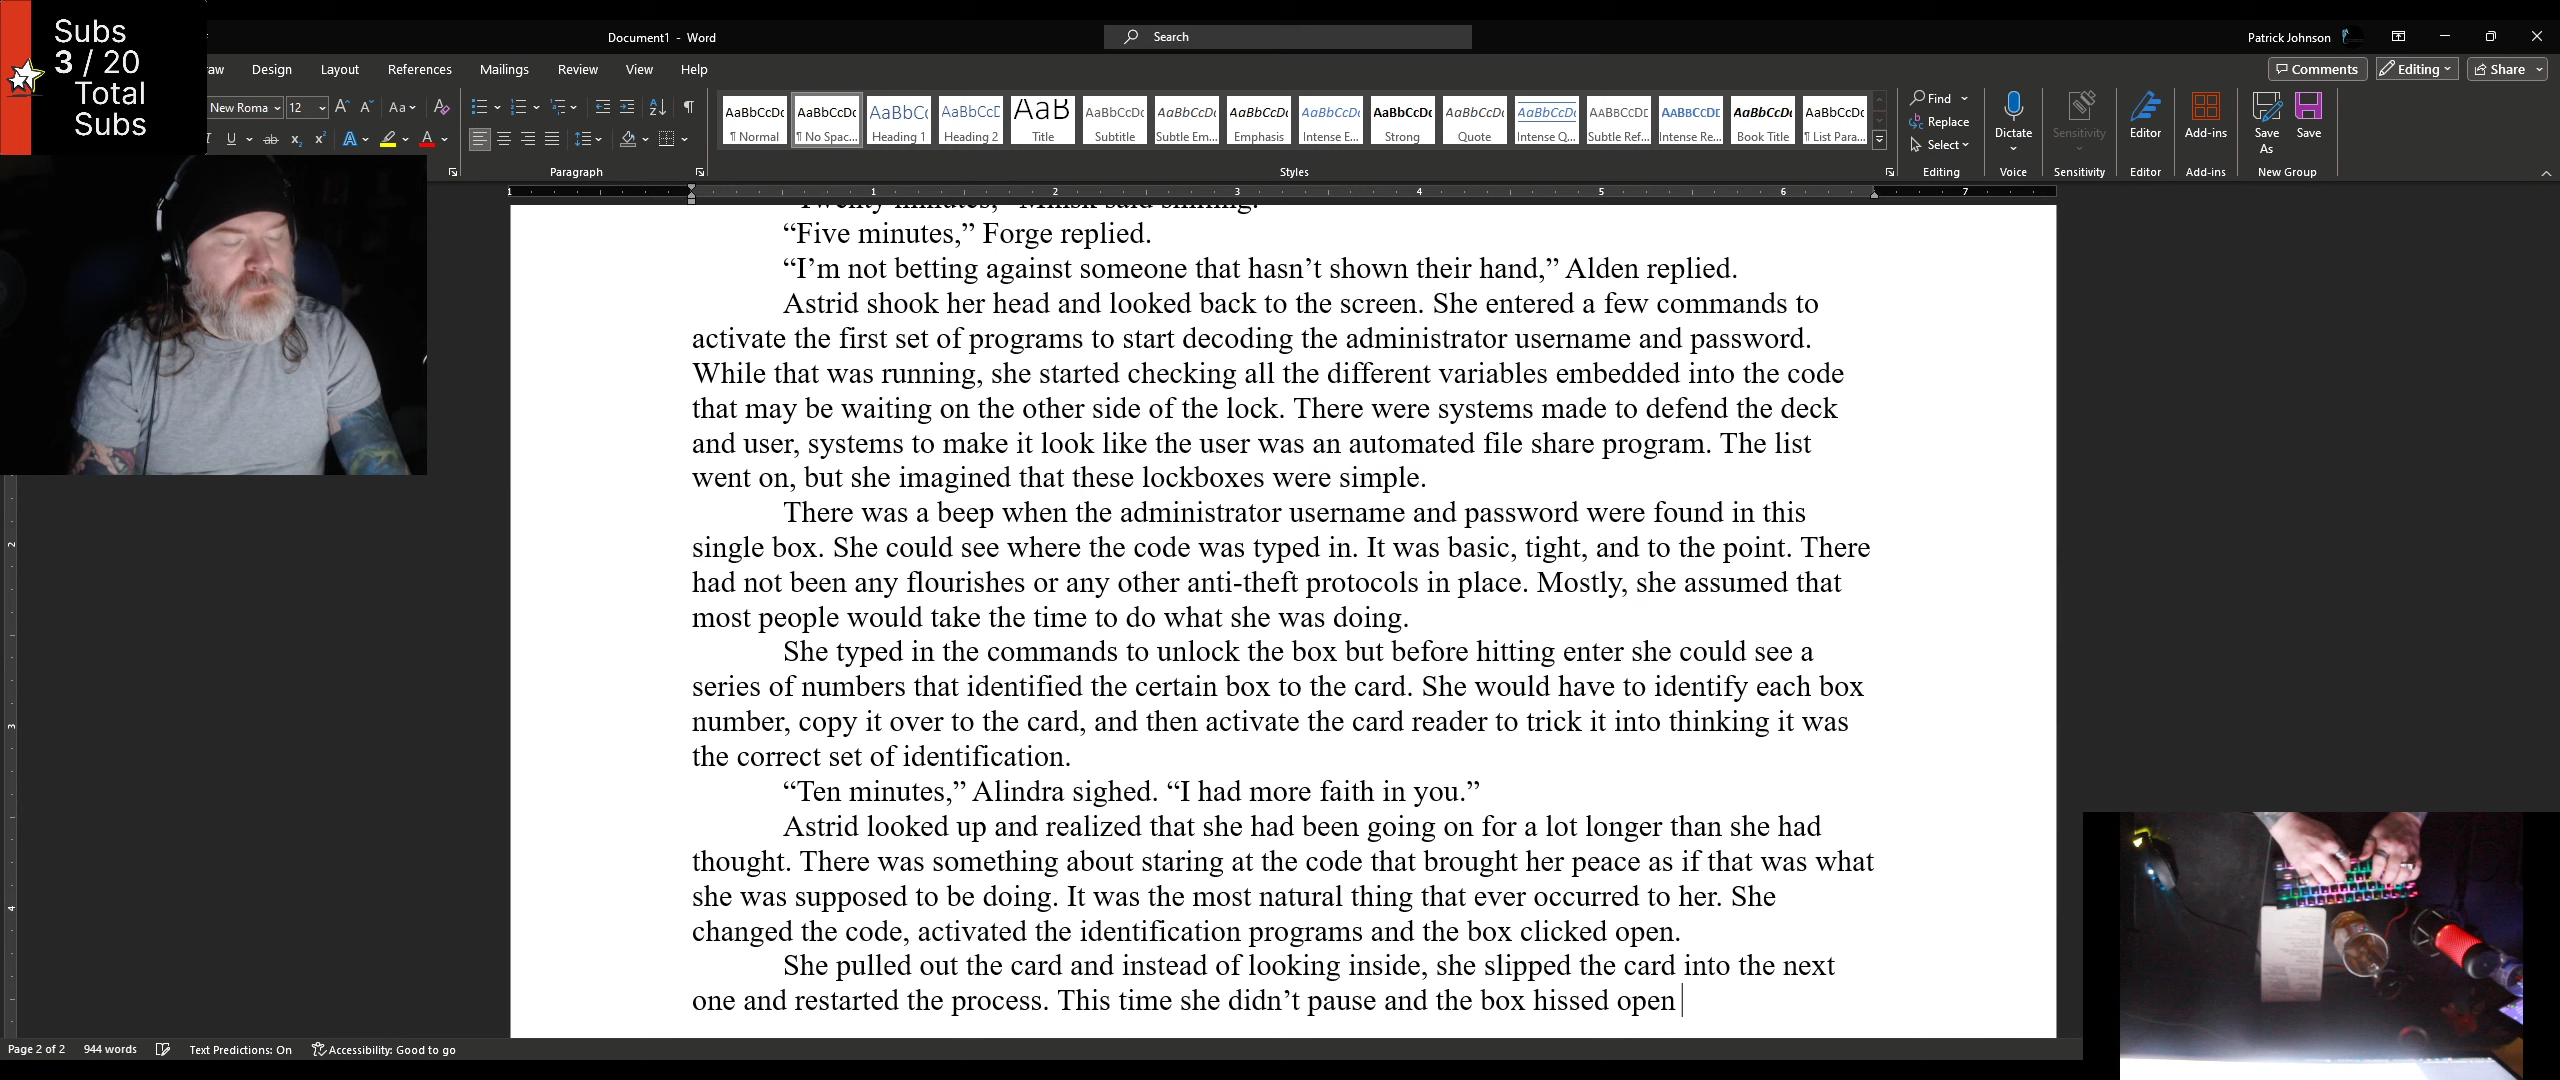 Subs
3 / 20
Total
Subs
Document1 - Word
Search
Patrick Johnson
aw Design Layout References Mailings Review View Help
Comments Editing Share
New Roma 12 Aa
Paragraph
AaBbCcDc AaBbCcDc AaBbC( AaBbCcE AaB AaBbCcDc AaBbCcDc AaBbCcDc AaBbCcDc AaBbCcDc AaBbCcDc AaBbCcDc AABBCCDE AABBCCDE AaBbCcDc AaBbCcDc
¶ Normal ¶ No Spac... Heading 1 Heading 2 Title Subtitle Subtle Em... Emphasis Intense E... Strong Quote Intense Q... Subtle Ref... Intense Re... Book Title ¶ List Para...
Styles
Find
Replace
Select
Editing
Dictate
Voice
Sensitivity
Sensitivity
Editor
Editor
Add-ins
Add-ins
Save As
Save
New Group
1 1 2 3 4 5 6 7
“Twenty minutes,” Minsk said smiling.
“Five minutes,” Forge replied.
“I’m not betting against someone that hasn’t shown their hand,” Alden replied.
Astrid shook her head and looked back to the screen. She entered a few commands to
activate the first set of programs to start decoding the administrator username and password.
While that was running, she started checking all the different variables embedded into the code
that may be waiting on the other side of the lock. There were systems made to defend the deck
and user, systems to make it look like the user was an automated file share program. The list
went on, but she imagined that these lockboxes were simple.
There was a beep when the administrator username and password were found in this
single box. She could see where the code was typed in. It was basic, tight, and to the point. There
had not been any flourishes or any other anti-theft protocols in place. Mostly, she assumed that
most people would take the time to do what she was doing.
She typed in the commands to unlock the box but before hitting enter she could see a
series of numbers that identified the certain box to the card. She would have to identify each box
number, copy it over to the card, and then activate the card reader to trick it into thinking it was
the correct set of identification.
“Ten minutes,” Alindra sighed. “I had more faith in you.”
Astrid looked up and realized that she had been going on for a lot longer than she had
thought. There was something about staring at the code that brought her peace as if that was what
she was supposed to be doing. It was the most natural thing that ever occurred to her. She
changed the code, activated the identification programs and the box clicked open.
She pulled out the card and instead of looking inside, she slipped the card into the next
one and restarted the process. This time she didn’t pause and the box hissed open
2
3
4
Page 2 of 2 944 words Text Predictions: On Accessibility: Good to go